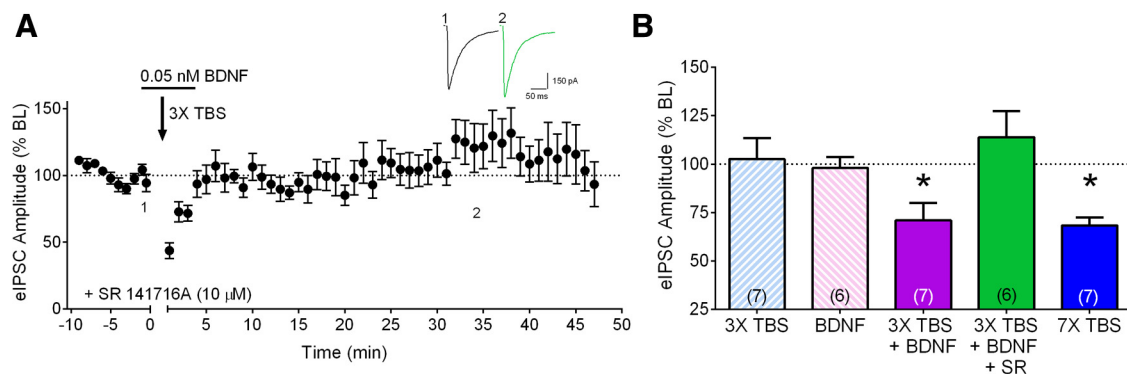 A
1 2
150 pA
50 ms
0.05 nM BDNF
3X TBS
eIPSC Amplitude (% BL)
150
100
50
0
1
2
+ SR 141716A (10 μM)
-10 -5 0 5 10 15 20 25 30 35 40 45 50
Time (min)
B
eIPSC Amplitude (% BL)
150
125
100
75
50
25
* *
(7) (6) (7) (6) (7)
3X TBS BDNF 3X TBS 3X TBS 7X TBS
+ BDNF + BDNF
+ SR